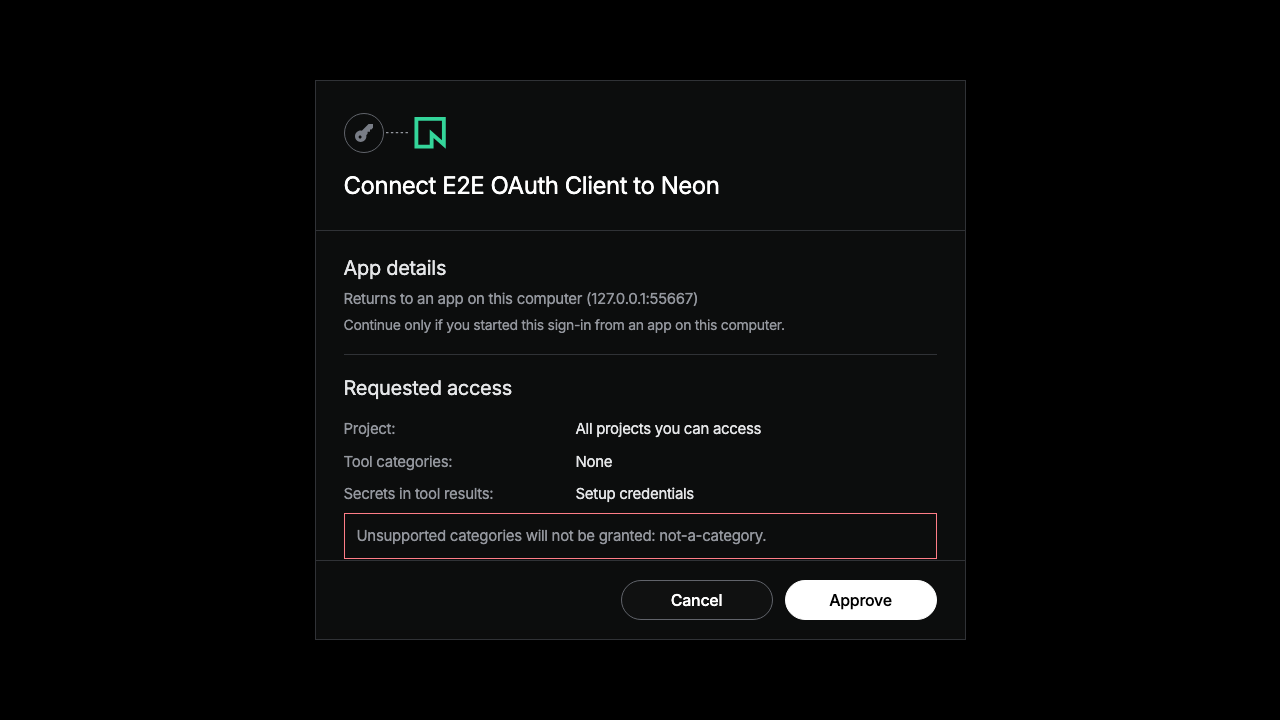 Connect E2E OAuth Client to Neon
App details
Returns to an app on this computer (127.0.0.1:55667)
Continue only if you started this sign-in from an app on this computer.
Requested access
Project: All projects you can access
Tool categories: None
Secrets in tool results: Setup credentials
Unsupported categories will not be granted: not-a-category.
Cancel Approve